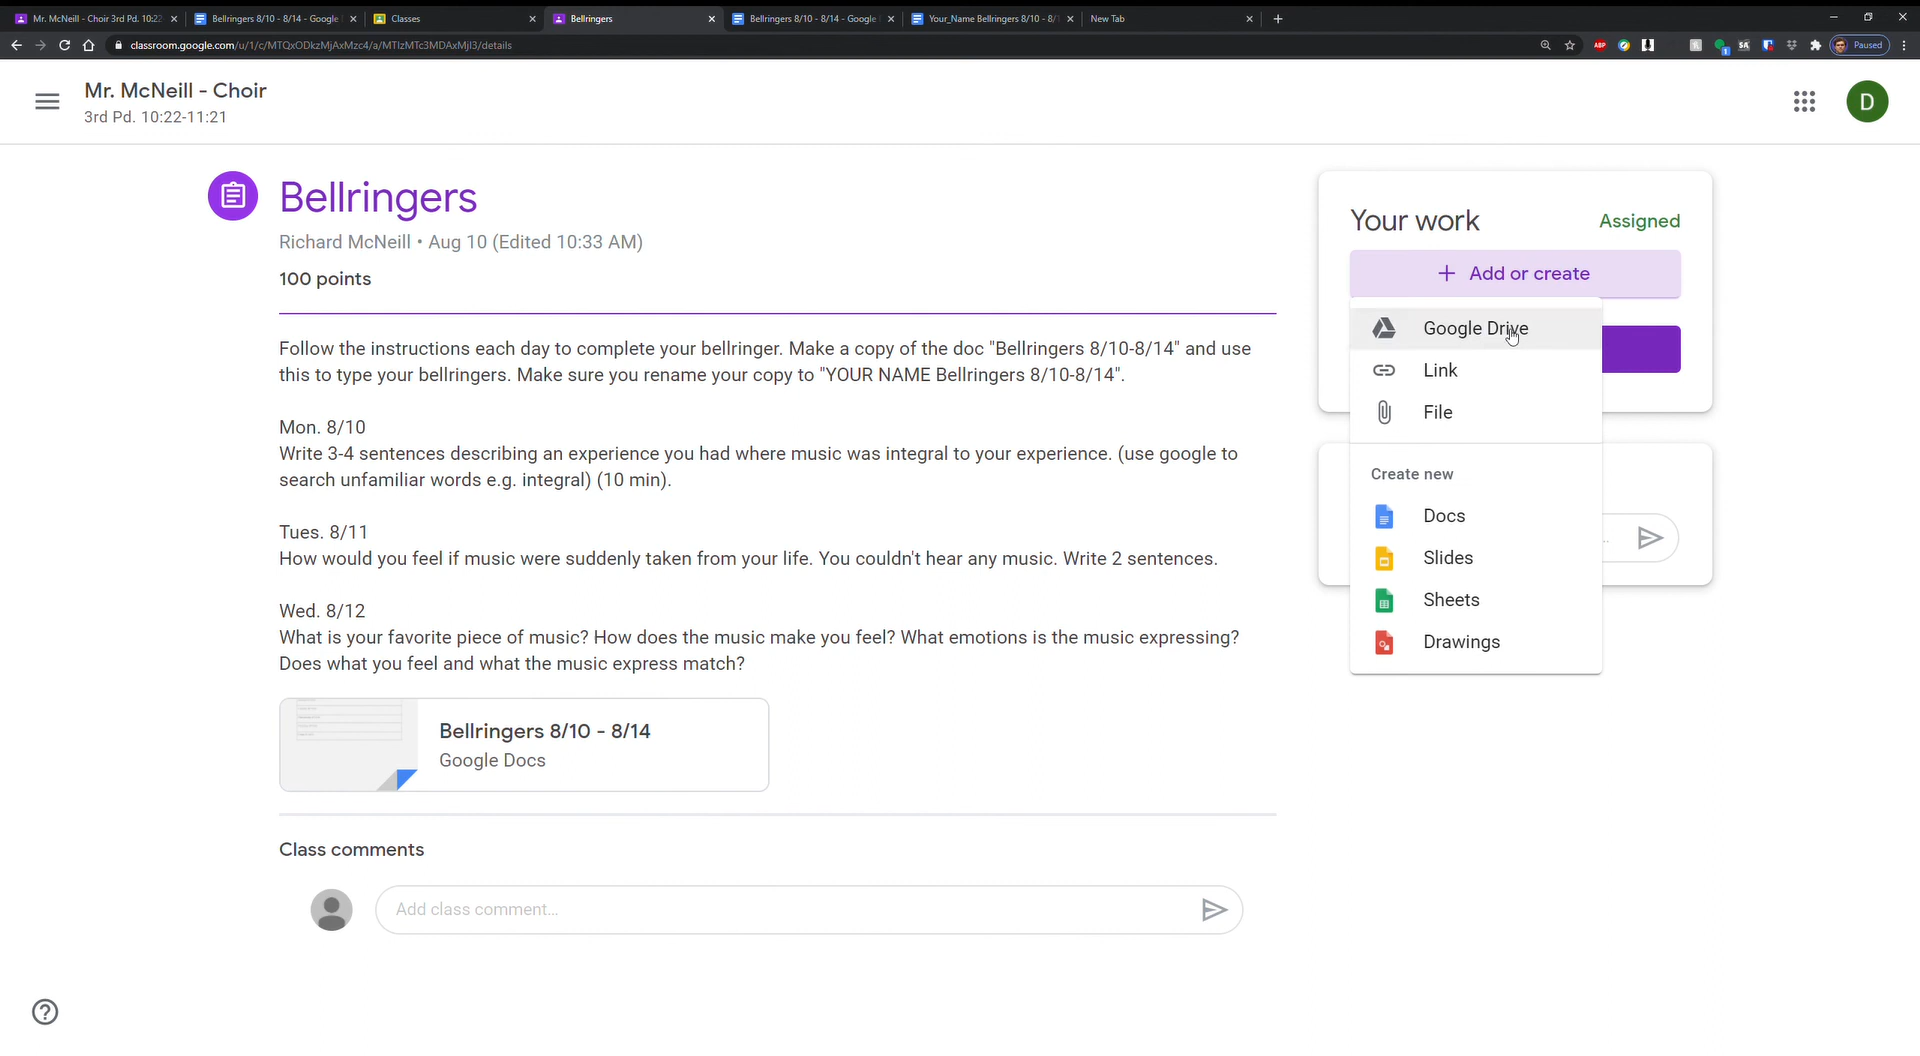 Mr. McNeill - Choir 3rd Pd. 10:22
Bellringers 8/10 - 8/14 - Google
Classes
Bellringers
Bellringers 8/10 - 8/14 - Google
Your_Name Bellringers 8/10 - 8/
New Tab
classroom.google.com/u/1/c/MTQxODkzMjAxMzc4/a/MTIzMTc3MDAxMjI3/details
ABP
1
SA
Paused
Mr. McNeill - Choir
3rd Pd. 10:22-11:21
D
Bellringers
Richard McNeill • Aug 10 (Edited 10:33 AM)
100 points
Follow the instructions each day to complete your bellringer. Make a copy of the doc "Bellringers 8/10-8/14" and use
this to type your bellringers. Make sure you rename your copy to "YOUR NAME Bellringers 8/10-8/14".
Mon. 8/10
Write 3-4 sentences describing an experience you had where music was integral to your experience. (use google to
search unfamiliar words e.g. integral) (10 min).
Tues. 8/11
How would you feel if music were suddenly taken from your life. You couldn't hear any music. Write 2 sentences.
Wed. 8/12
What is your favorite piece of music? How does the music make you feel? What emotions is the music expressing?
Does what you feel and what the music express match?
Bellringers 8/10 - 8/14
Google Docs
Class comments
Add class comment...
Your work
Assigned
+ Add or create
Google Drive
Link
File
Create new
Docs
Slides
Sheets
Drawings